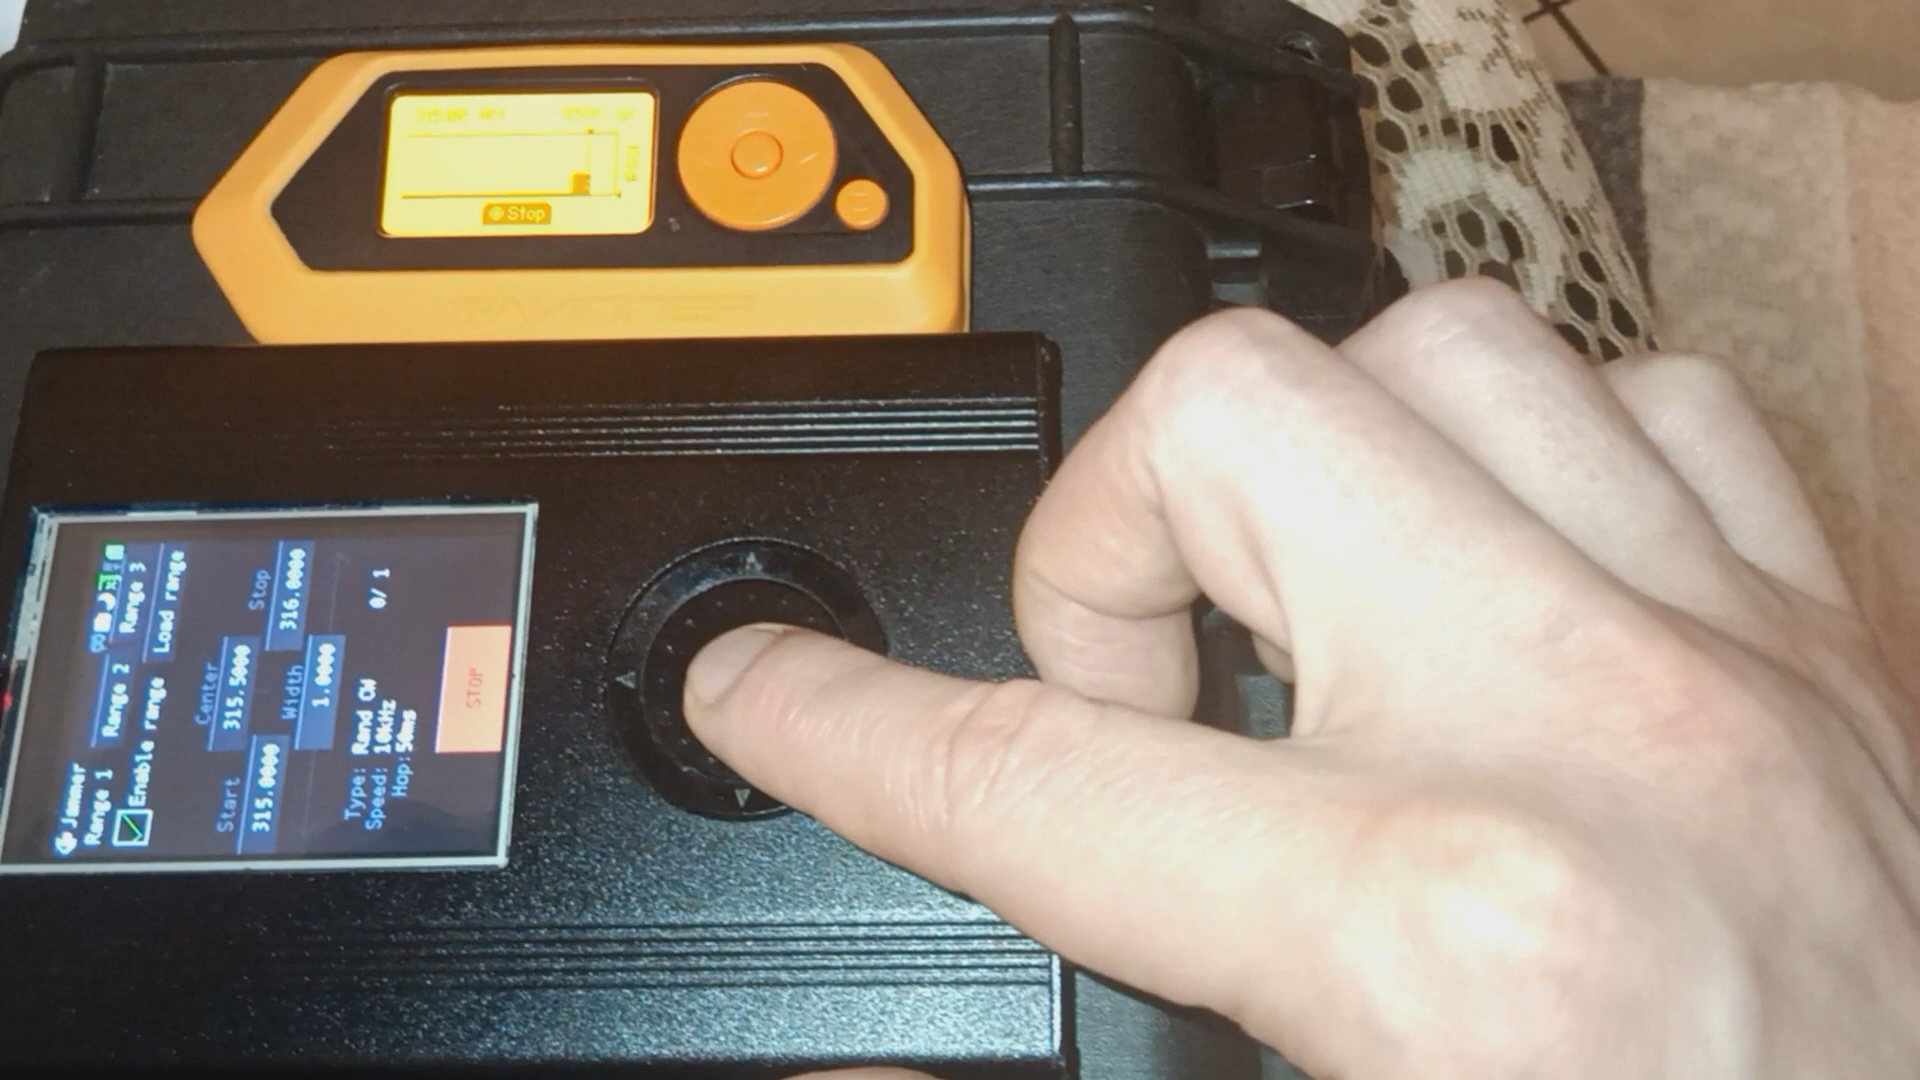 Stop
Jammer
Range 1 Range 2 Range 3
Enable range Load range
Start Center Stop
315.0000 315.5000 316.0000
Width
1.0000
Type: Rand CW
Speed: 10kHz 0/ 1
Hop: 50ms
STOP